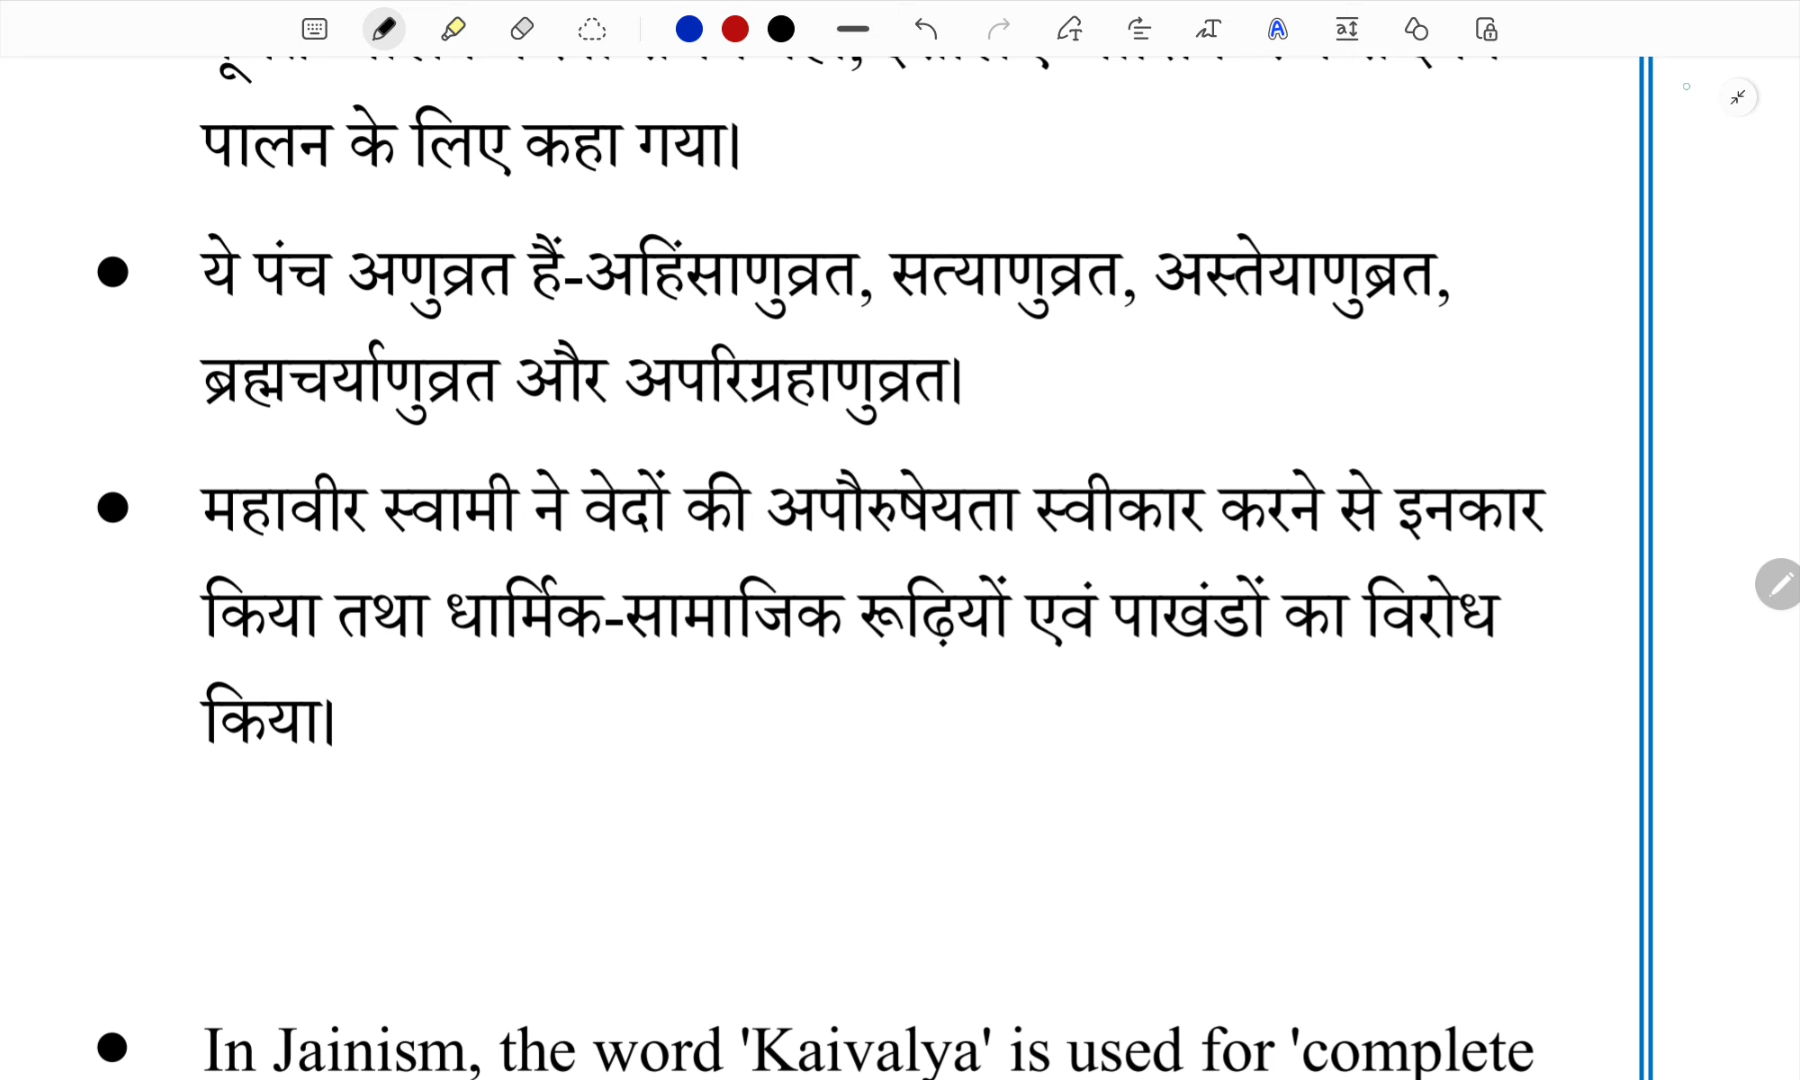 पालन के लिए कहा गया।
● ये पंच अणुव्रत हैं-अहिंसाणुव्रत, सत्याणुव्रत, अस्तेयाणुब्रत,
ब्रह्मचर्याणुव्रत और अपरिग्रहाणुव्रत।
● महावीर स्वामी ने वेदों की अपौरुषेयता स्वीकार करने से इनकार
किया तथा धार्मिक-सामाजिक रूढ़ियों एवं पाखंडों का विरोध
किया।
● In Jainism, the word 'Kaivalya' is used for 'complete